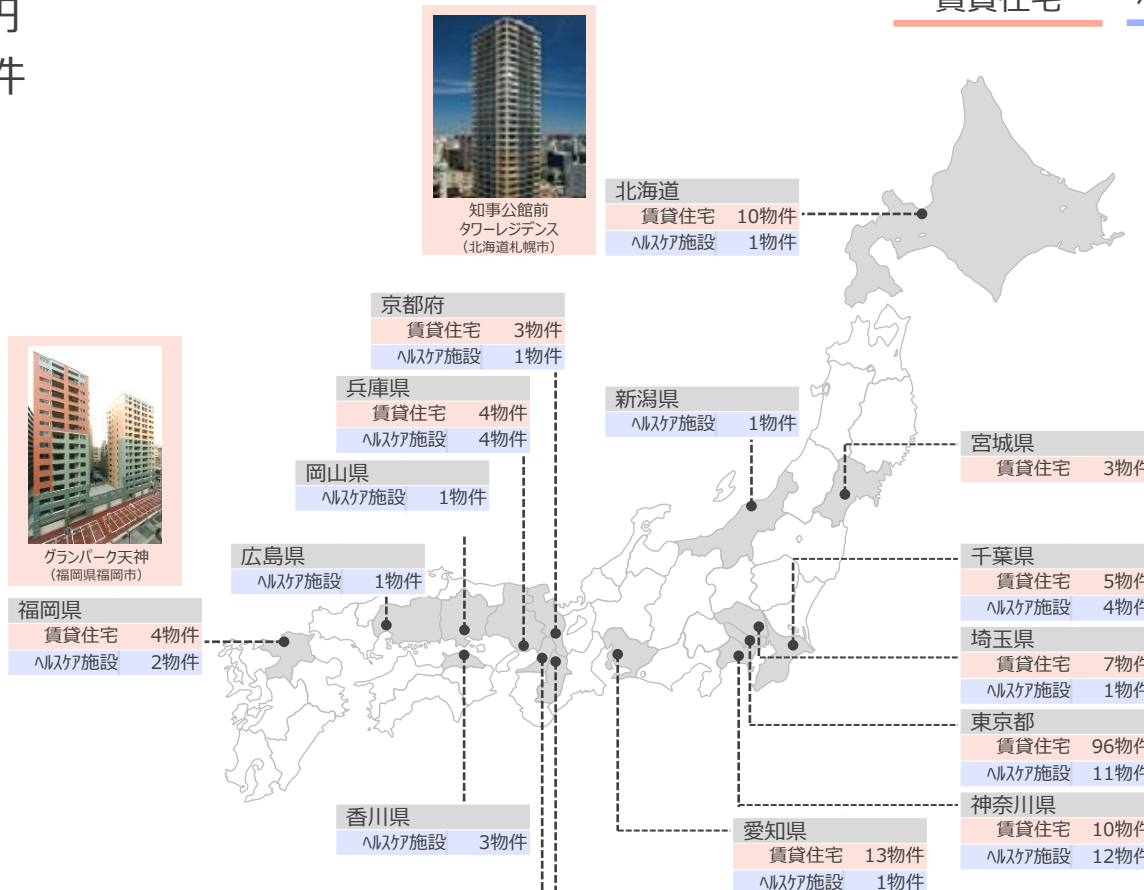 円
件
賃貸住宅
知事公館前
タワーレジデンス
(北海道札幌市)
北海道
賃貸住宅 10物件
ヘルスケア施設 1物件
京都府
賃貸住宅 3物件
ヘルスケア施設 1物件
兵庫県
賃貸住宅 4物件
ヘルスケア施設 4物件
岡山県
ヘルスケア施設 1物件
広島県
ヘルスケア施設 1物件
グランパーク天神
(福岡県福岡市)
福岡県
賃貸住宅 4物件
ヘルスケア施設 2物件
新潟県
ヘルスケア施設 1物件
宮城県
賃貸住宅 3物件
千葉県
賃貸住宅 5物件
ヘルスケア施設 4物件
埼玉県
賃貸住宅 7物件
ヘルスケア施設 1物件
東京都
賃貸住宅 96物件
ヘルスケア施設 11物件
神奈川県
賃貸住宅 10物件
ヘルスケア施設 12物件
香川県
ヘルスケア施設 3物件
愛知県
賃貸住宅 13物件
ヘルスケア施設 1物件